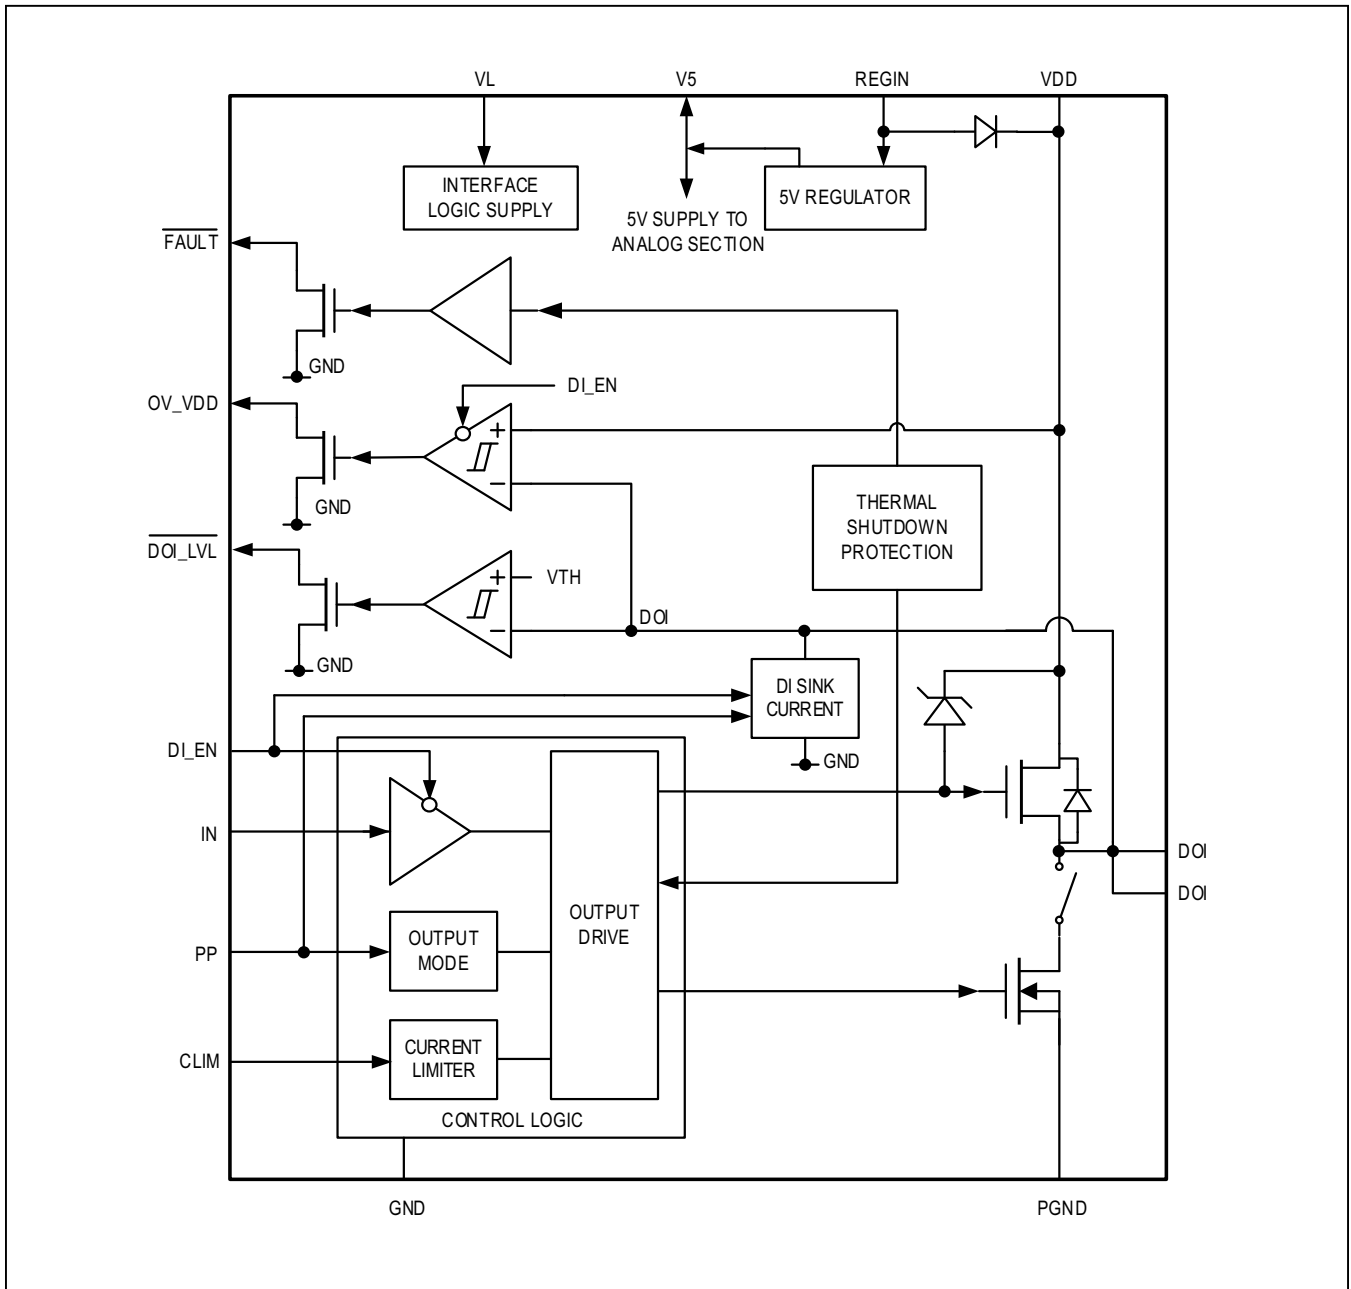 VL
V5
REGIN
VDD
INTERFACE
LOGIC SUPPLY
5V REGULATOR
5V SUPPLY TO
ANALOG SECTION
FAULT
GND
DI_EN
OV_VDD
+
−
GND
THERMAL
SHUTDOWN
PROTECTION
DOI_LVL
+
VTH
−
DOI
GND
DI SINK
CURRENT
DI_EN
GND
IN
DOI
DOI
OUTPUT
DRIVE
PP
OUTPUT
MODE
CLIM
CURRENT
LIMITER
CONTROL LOGIC
GND
PGND